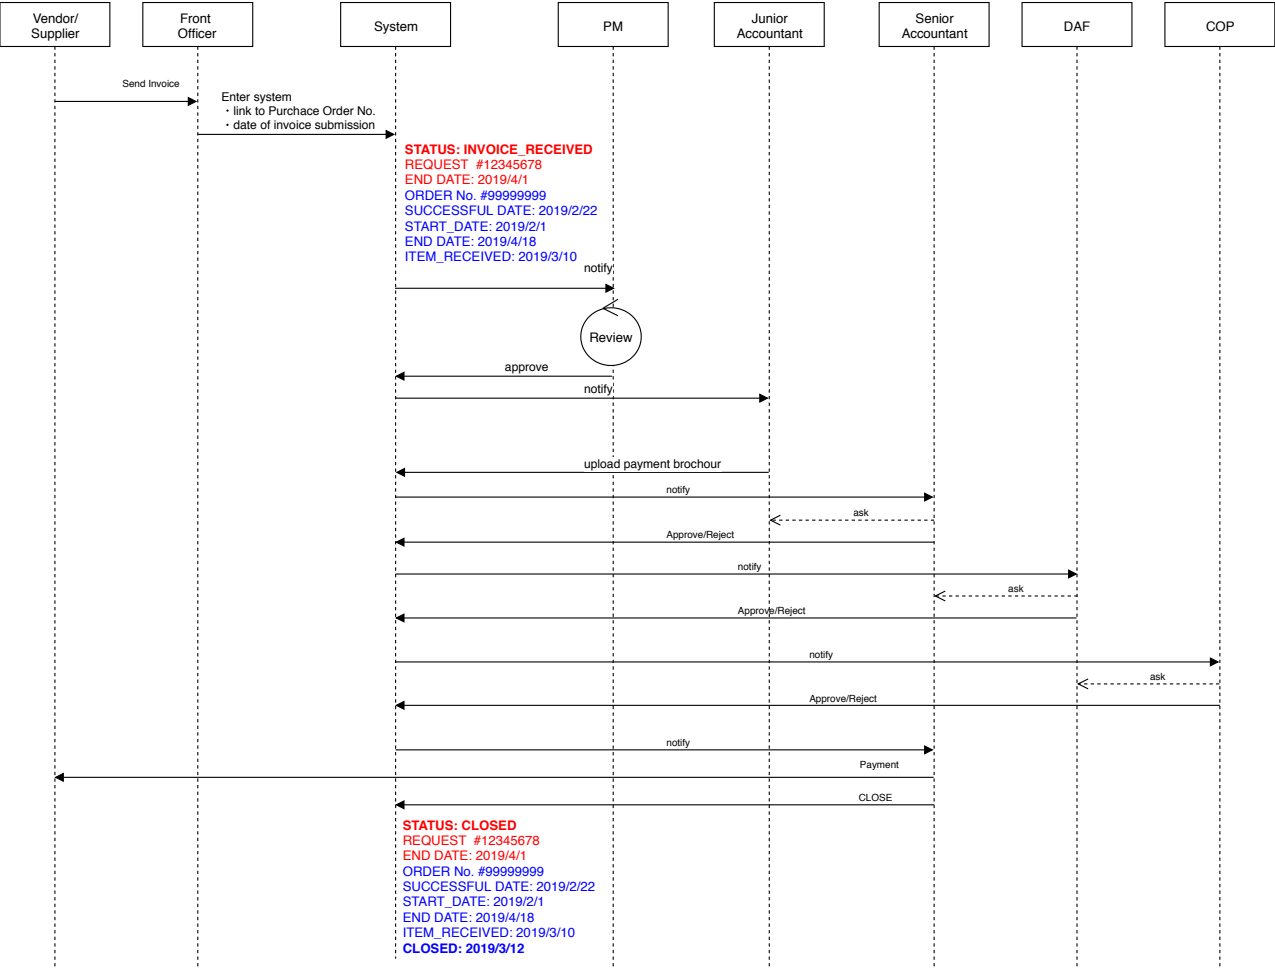 Vendor/
Supplier
Front
Officer
System
PM
Junior
Accountant
Senior
Accountant
DAF
COP
Send Invoice
Enter system
・link to Purchace Order No.
・date of invoice submission
STATUS: INVOICE_RECEIVED
REQUEST  #12345678
END DATE: 2019/4/1
ORDER No. #99999999
SUCCESSFUL DATE: 2019/2/22
START_DATE: 2019/2/1
END DATE: 2019/4/18
ITEM_RECEIVED: 2019/3/10
notify
Review
approve
notify
upload payment brochour
notify
ask
Approve/Reject
notify
ask
Approve/Reject
notify
ask
Approve/Reject
notify
Payment
CLOSE
STATUS: CLOSED
REQUEST  #12345678
END DATE: 2019/4/1
ORDER No. #99999999
SUCCESSFUL DATE: 2019/2/22
START_DATE: 2019/2/1
END DATE: 2019/4/18
ITEM_RECEIVED: 2019/3/10
CLOSED: 2019/3/12